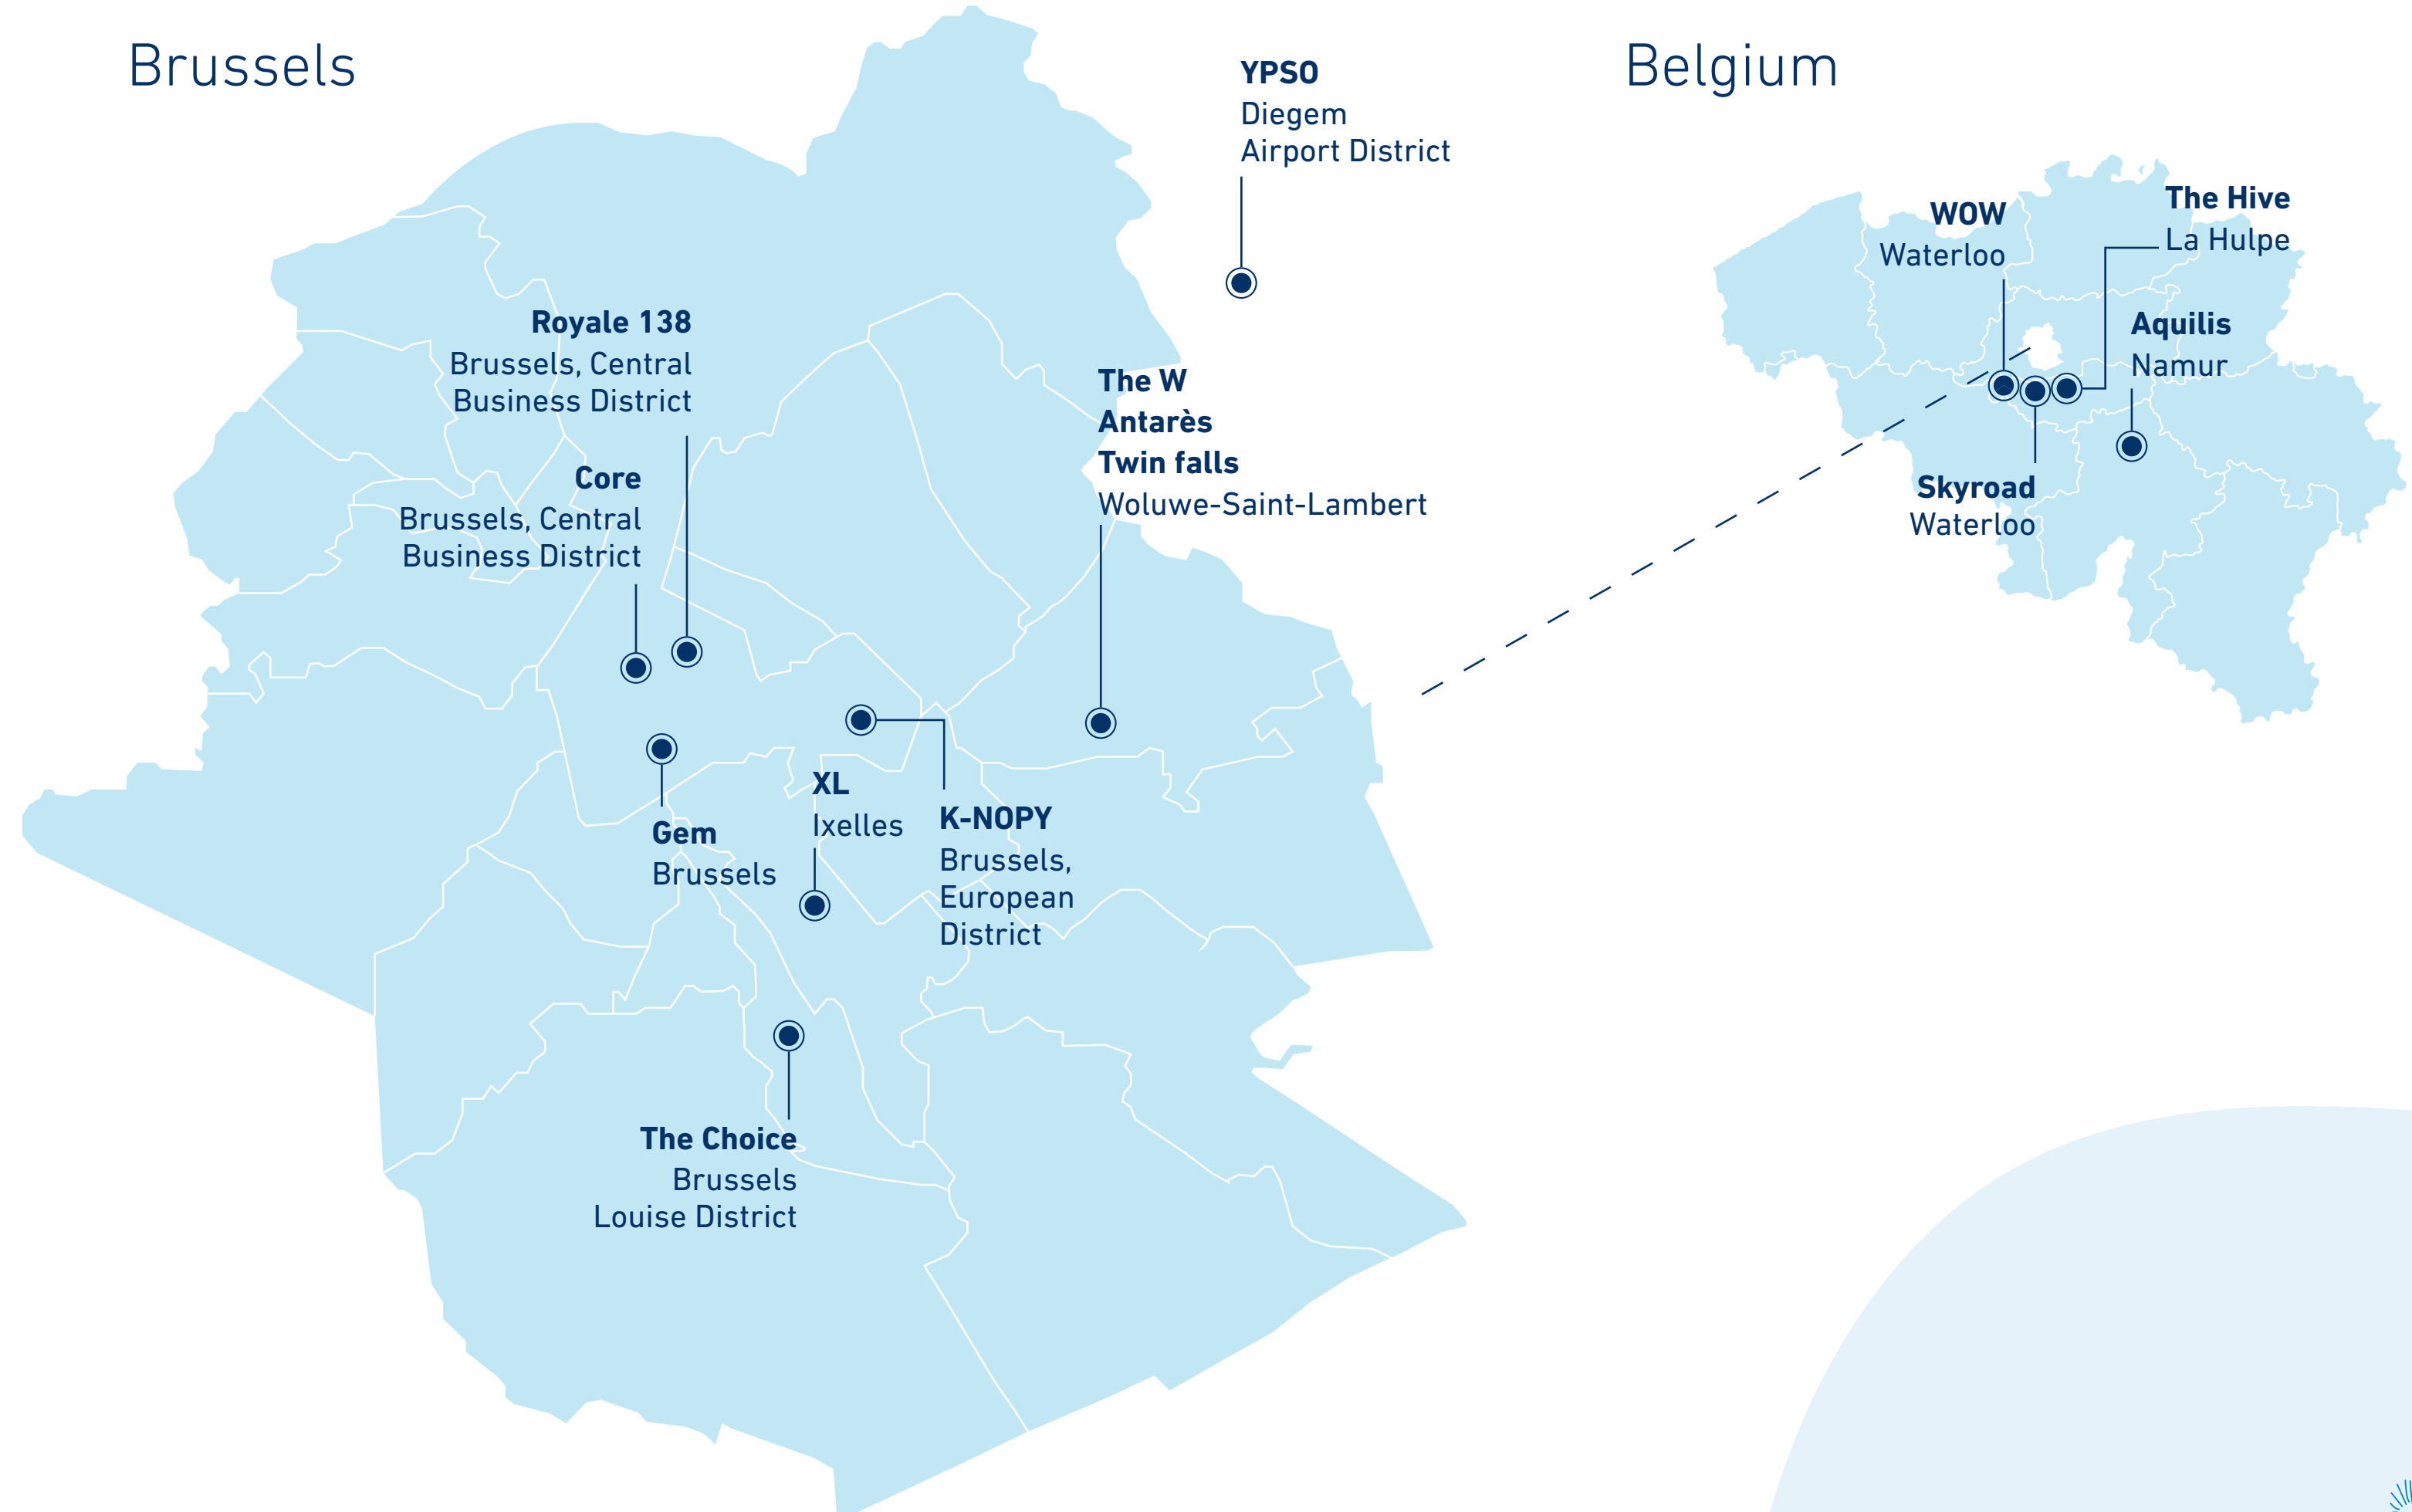 Brussels
YPSO
Diegem
Airport District
Royale 138
Brussels, Central
Business District
Core
Brussels, Central
Business District
The W
Antarès
Twin falls
Woluwe-Saint-Lambert
Gem
Brussels
XL
Ixelles
K-NOPY
Brussels,
European
District
The Choice
Brussels
Louise District
Belgium
WOW
Waterloo
The Hive
La Hulpe
Aquilis
Namur
Skyroad
Waterloo